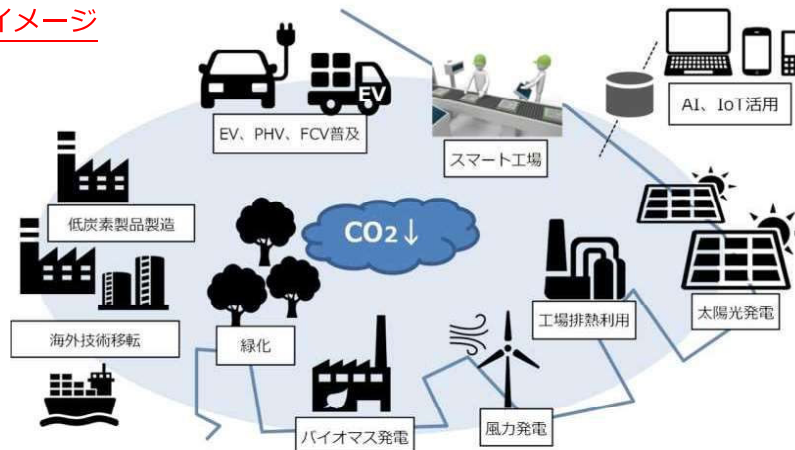 イメージ
EV
EV、PHV、FCV普及
スマート工場
AI、IoT活用
低炭素製品製造
CO2↓
海外技術移転
緑化
工場排熱利用
太陽光発電
バイオマス発電
風力発電